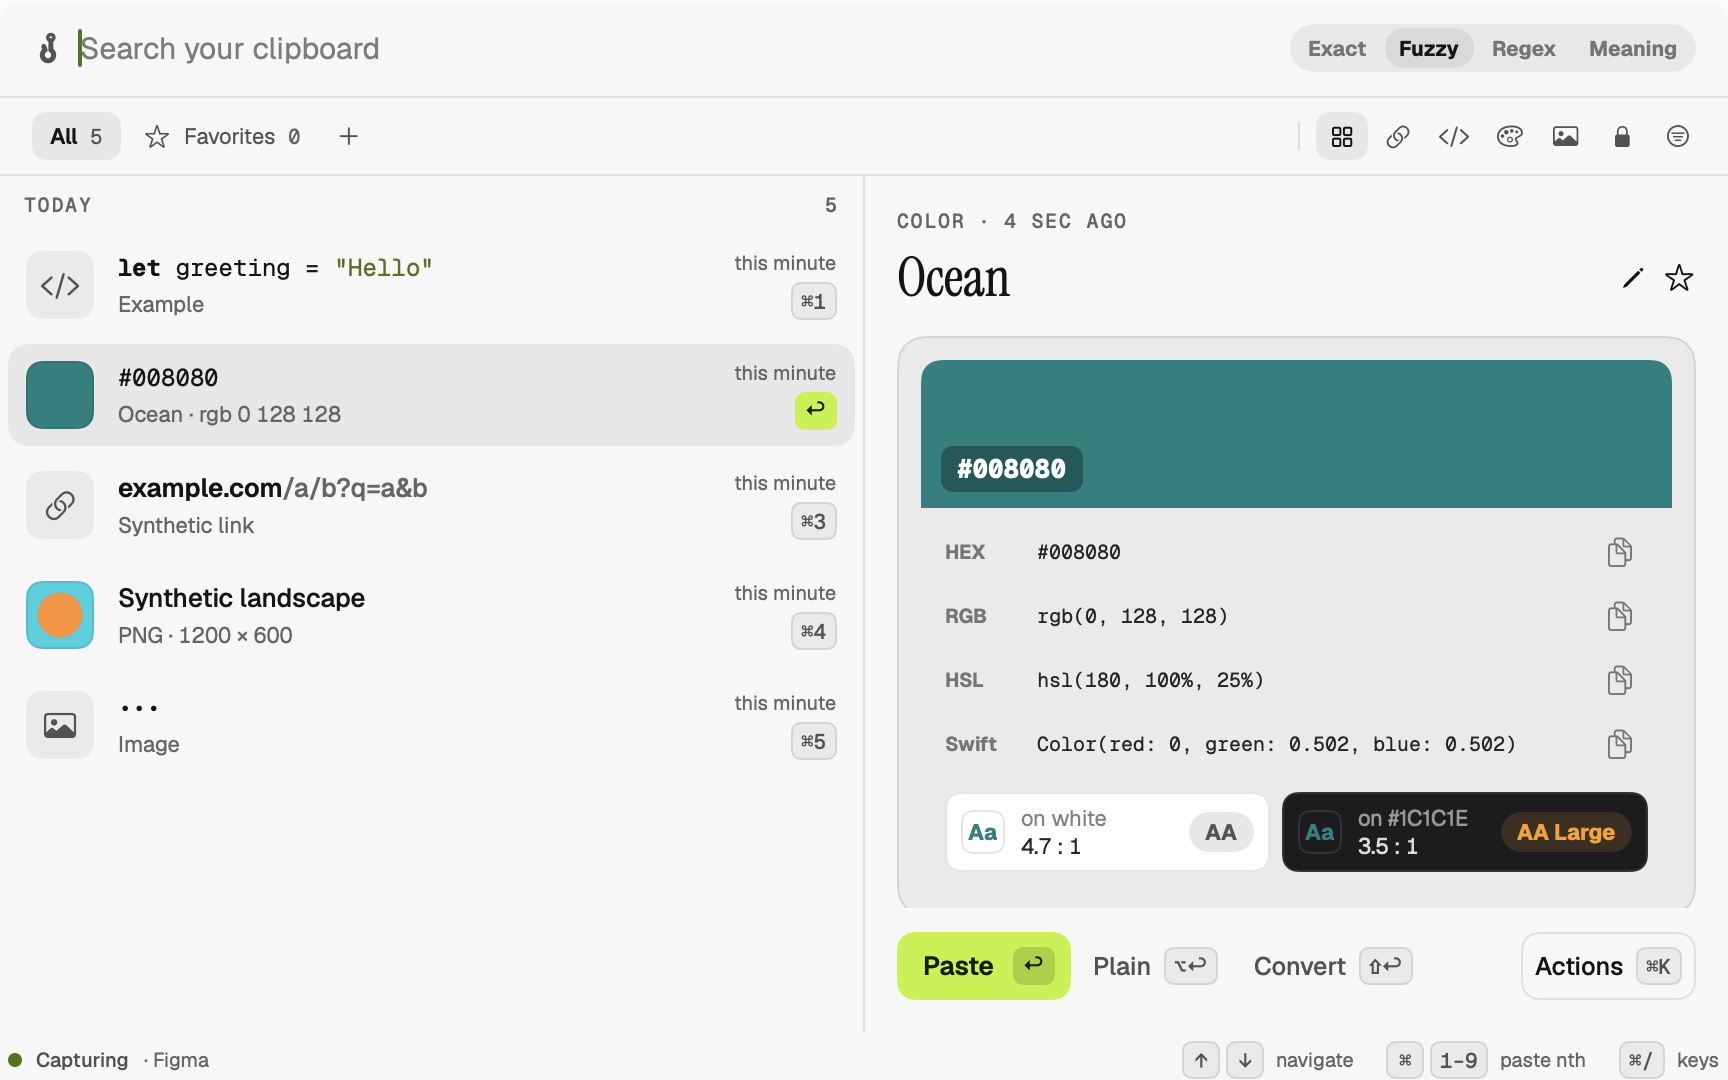 Search your clipboard
Exact Fuzzy Regex Meaning
All 5 Favorites 0 +
TODAY 5
let greeting = "Hello" this minute
Example ⌘1
#008080 this minute
Ocean · rgb 0 128 128
example.com/a/b?q=a&b this minute
Synthetic link ⌘3
Synthetic landscape this minute
PNG · 1200 × 600 ⌘4
... this minute
Image ⌘5
COLOR · 4 SEC AGO
Ocean
#008080
HEX #008080
RGB rgb(0, 128, 128)
HSL hsl(180, 100%, 25%)
Swift Color(red: 0, green: 0.502, blue: 0.502)
Aa on white AA
4.7 : 1
Aa on #1C1C1E AA Large
3.5 : 1
Paste ↩ Plain ⌥↩ Convert ⇧↩ Actions ⌘K
Capturing · Figma ↑ ↓ navigate ⌘ 1–9 paste nth ⌘/ keys